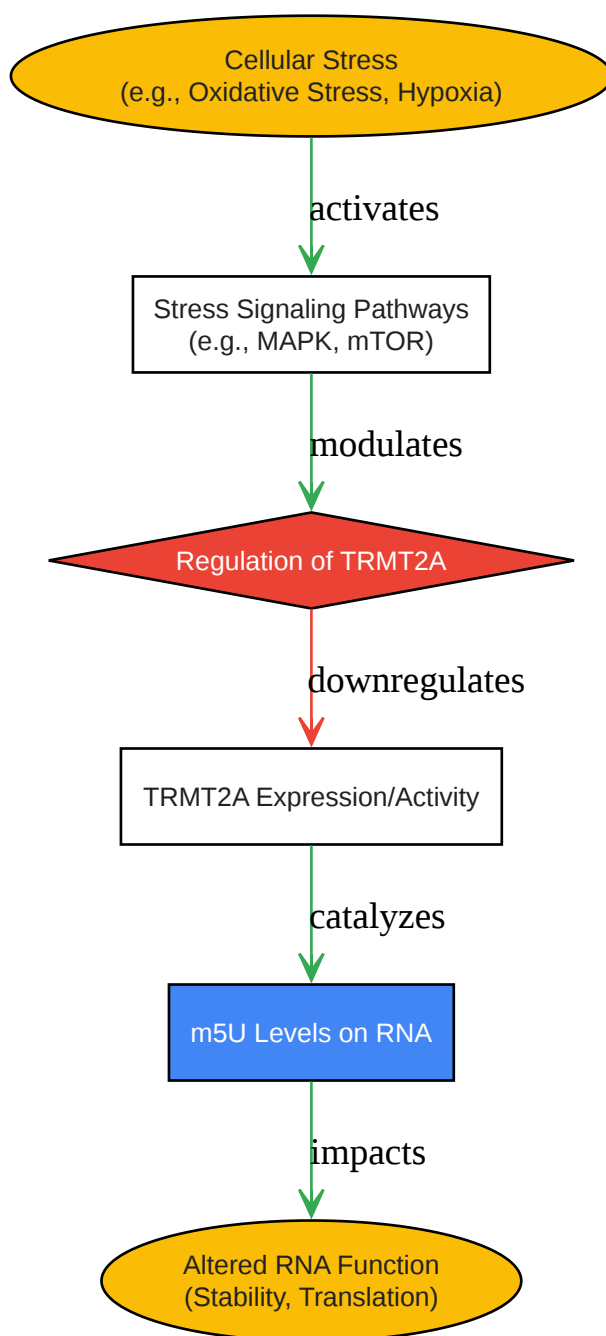 Cellular Stress
(e.g., Oxidative Stress, Hypoxia)
activates
Stress Signaling Pathways
(e.g., MAPK, mTOR)
modulates
Regulation of TRMT2A
downregulates
TRMT2A Expression/Activity
catalyzes
m5U Levels on RNA
impacts
Altered RNA Function
(Stability, Translation)